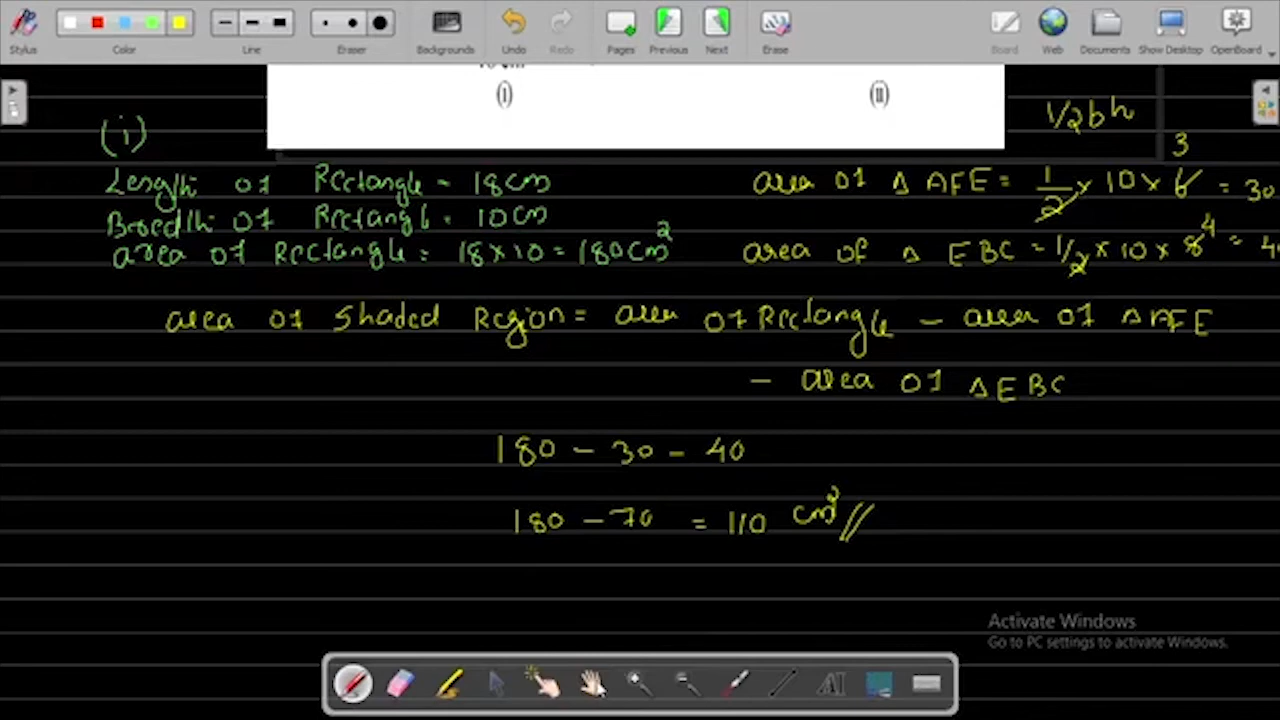 Stylus Color Line Eraser Backgrounds Undo Redo Pages Previous Next Erase Board Web Documents Show Desktop OpenBoard
(i) (ii)
1/2bh
(i)
Length of Rectangle = 18cm
Breadth of Rectangle = 10cm
area of Rectangle = 18×10 = 180cm²
3
area of Δ AFE = 1/2 × 10 × 6 = 30
area of Δ EBC = 1/2 × 10 × 8 4 = 4
area of Shaded Region = area of Rectangle - area of ΔAFE
- area of ΔEBC
180 - 30 - 40
180 - 70 = 110 cm² //
Activate Windows
Go to PC settings to activate Windows.
AI